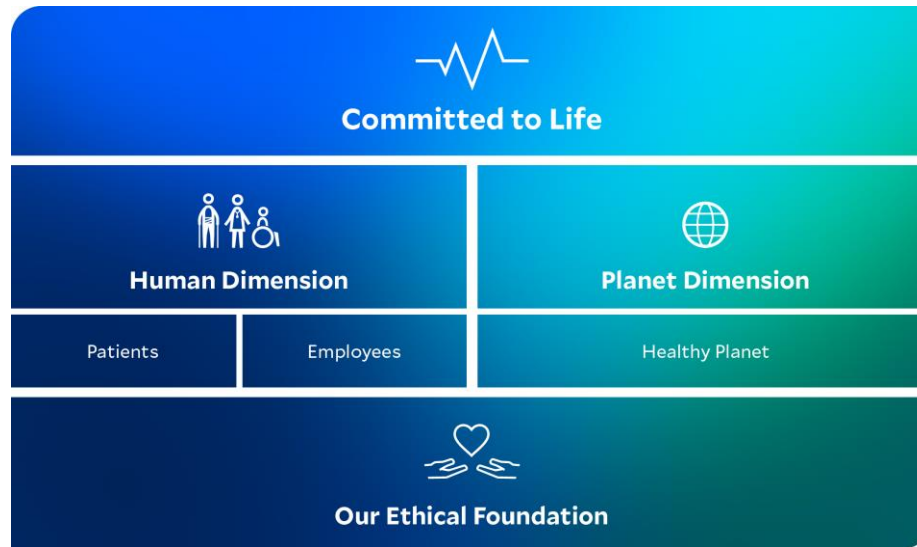 Committed to Life
Human Dimension
Planet Dimension
Patients
Employees
Healthy Planet
Our Ethical Foundation